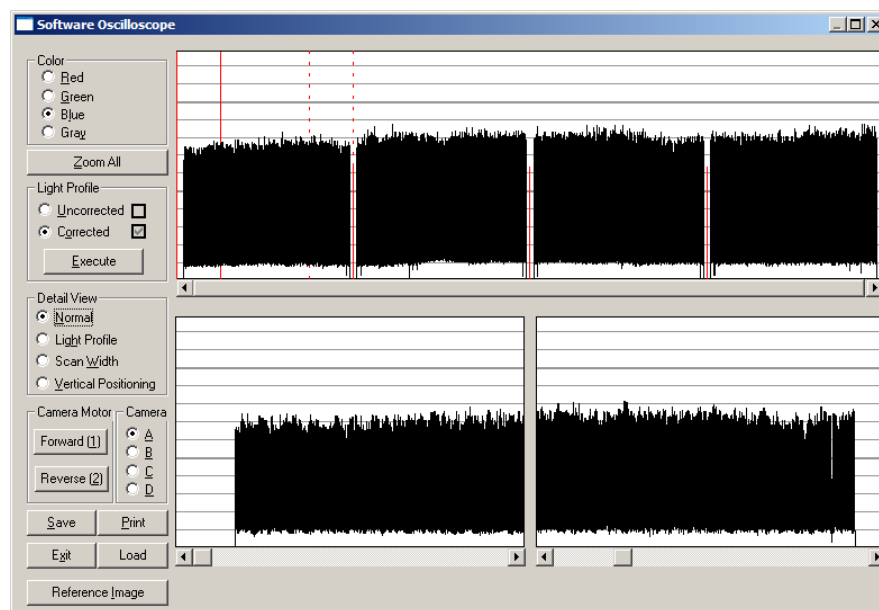 Software Oscilloscope
Color
Red
Green
Blue
Gray
Zoom All
Light Profile
Uncorrected
Corrected
Execute
Detail View
Normal
Light Profile
Scan Width
Vertical Positioning
Camera Motor
Camera
Forward (1)
Reverse (2)
A
B
C
D
Save
Print
Exit
Load
Reference Image